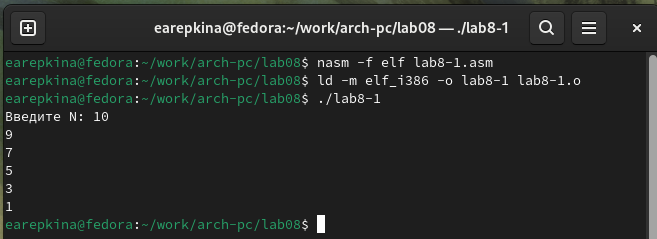 earepkina@fedora:~/work/arch-pc/lab08 — ./lab8-1
earepkina@fedora:~/work/arch-pc/lab08$ nasm -f elf lab8-1.asm
earepkina@fedora:~/work/arch-pc/lab08$ ld -m elf_i386 -o lab8-1 lab8-1.o
earepkina@fedora:~/work/arch-pc/lab08$ ./lab8-1
Введите N: 10
9
7
5
3
1
earepkina@fedora:~/work/arch-pc/lab08$